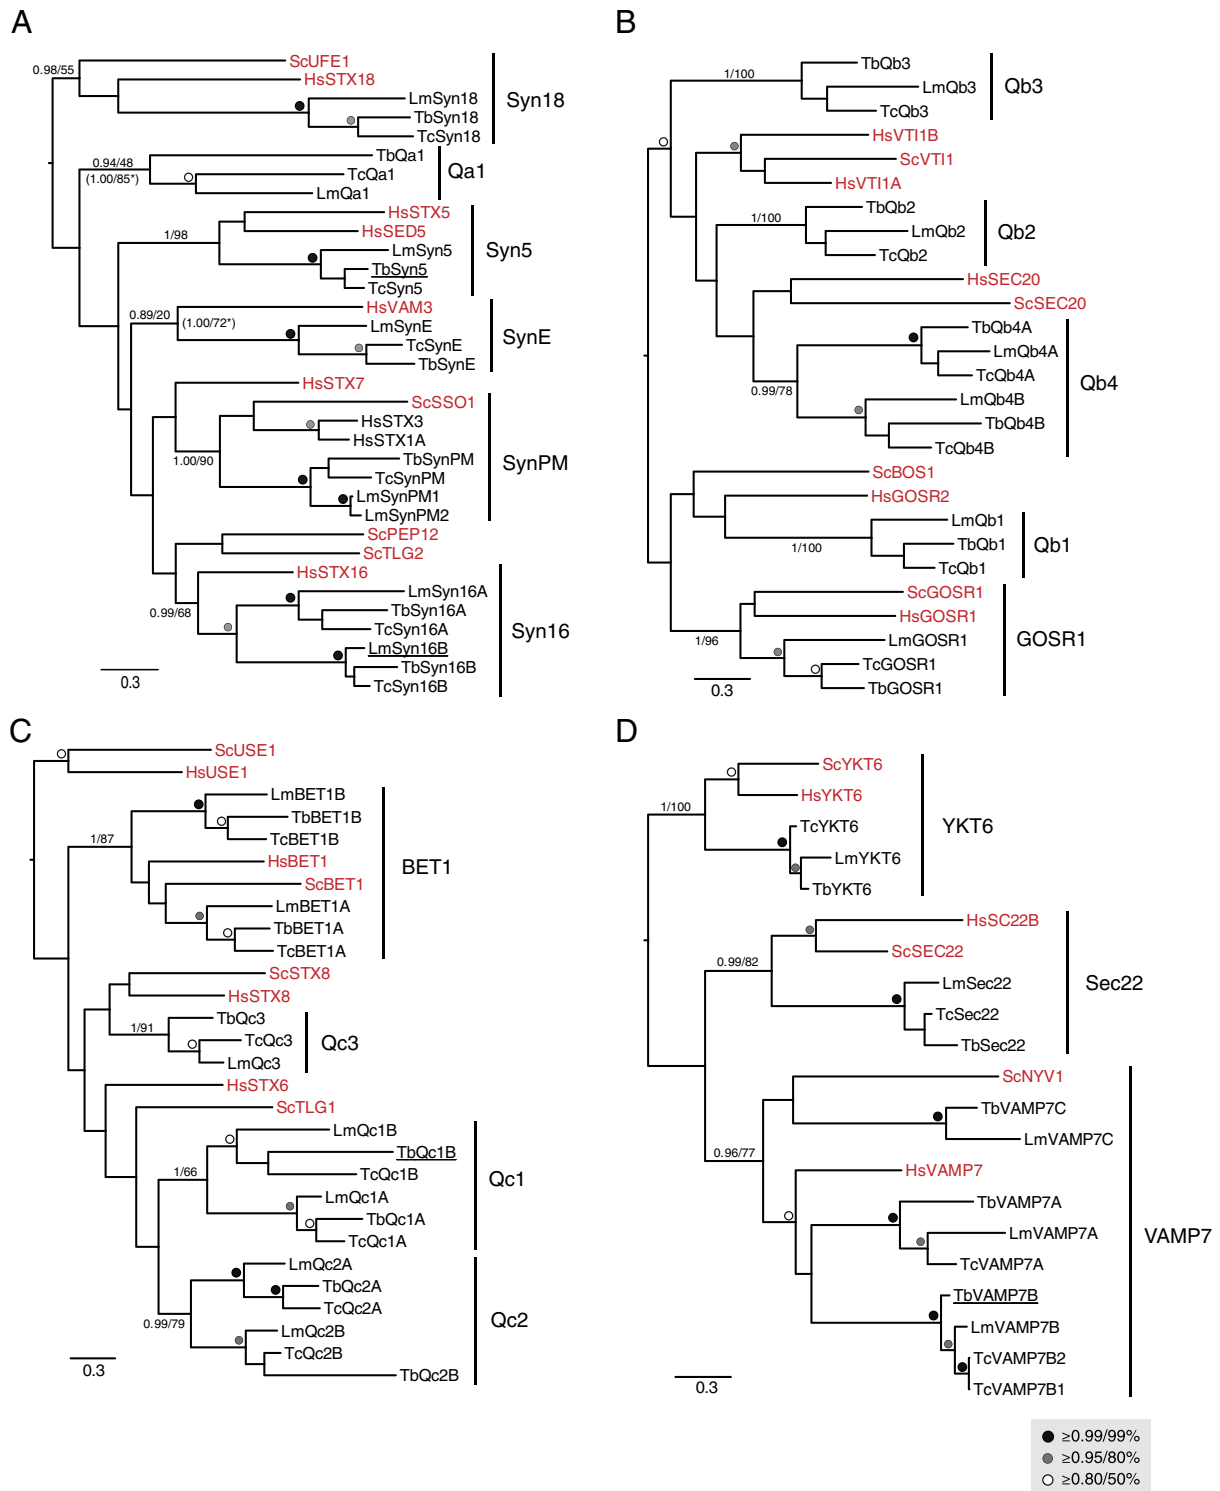 A
0.98/55
ScUFE1
HsSTX18
LmSyn18
TbSyn18
TcSyn18
Syn18
0.94/48
(1.00/85*)
TbQa1
TcQa1
LmQa1
Qa1
1/98
HsSTX5
HsSED5
LmSyn5
TbSyn5
TcSyn5
Syn5
0.89/20
(1.00/72*)
HsVAM3
LmSynE
TcSynE
TbSynE
SynE
HsSTX7
ScSSO1
HsSTX3
HsSTX1A
1.00/90
TbSynPM
TcSynPM
LmSynPM1
LmSynPM2
SynPM
ScPEP12
ScTLG2
HsSTX16
0.99/68
LmSyn16A
TbSyn16A
TcSyn16A
LmSyn16B
TbSyn16B
TcSyn16B
Syn16
0.3
B
1/100
TbQb3
LmQb3
TcQb3
Qb3
HsVTI1B
ScVTI1
HsVTI1A
1/100
TbQb2
LmQb2
TcQb2
Qb2
HsSEC20
ScSEC20
TbQb4A
LmQb4A
TcQb4A
0.99/78
LmQb4B
TbQb4B
TcQb4B
Qb4
ScBOS1
HsGOSR2
LmQb1
1/100
TbQb1
TcQb1
Qb1
ScGOSR1
HsGOSR1
1/96
LmGOSR1
TcGOSR1
TbGOSR1
GOSR1
0.3
C
ScUSE1
HsUSE1
LmBET1B
TbBET1B
1/87
TcBET1B
HsBET1
ScBET1
LmBET1A
TbBET1A
TcBET1A
BET1
ScSTX8
HsSTX8
1/91
TbQc3
TcQc3
LmQc3
Qc3
HsSTX6
ScTLG1
LmQc1B
TbQc1B
1/66
TcQc1B
LmQc1A
TbQc1A
TcQc1A
Qc1
LmQc2A
TbQc2A
TcQc2A
0.99/79
LmQc2B
TcQc2B
TbQc2B
Qc2
0.3
D
ScYKT6
HsYKT6
1/100
TcYKT6
LmYKT6
TbYKT6
YKT6
HsSC22B
ScSEC22
0.99/82
LmSec22
TcSec22
TbSec22
Sec22
ScNYV1
TbVAMP7C
LmVAMP7C
0.96/77
HsVAMP7
TbVAMP7A
LmVAMP7A
TcVAMP7A
TbVAMP7B
LmVAMP7B
TcVAMP7B2
TcVAMP7B1
VAMP7
0.3
≥0.99/99%
≥0.95/80%
≥0.80/50%